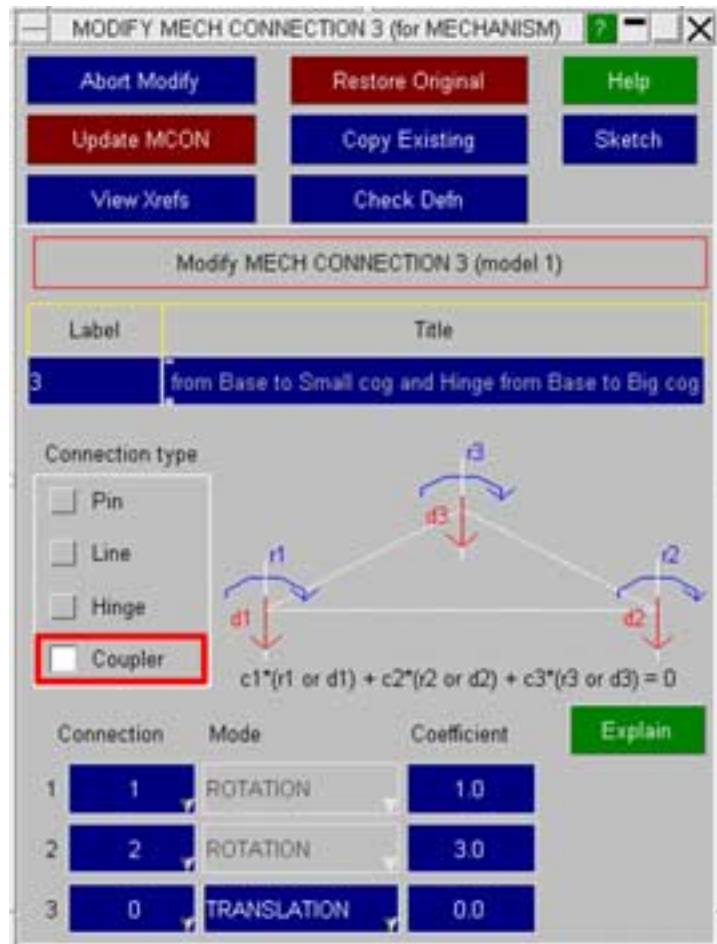 MODIFY MECH CONNECTION 3 (for MECHANISM) ?
Abort Modify Restore Original Help
Update MCON Copy Existing Sketch
View Xrefs Check Defn
Modify MECH CONNECTION 3 (model 1)
Label Title
3 from Base to Small cog and Hinge from Base to Big cog
Connection type
Pin
Line
Hinge
Coupler
r3
d3
r1
d1
r2
d2
c1*(r1 or d1) + c2*(r2 or d2) + c3*(r3 or d3) = 0
Explain
Connection Mode Coefficient
1 1 ROTATION 1.0
2 2 ROTATION 3.0
3 0 TRANSLATION 0.0